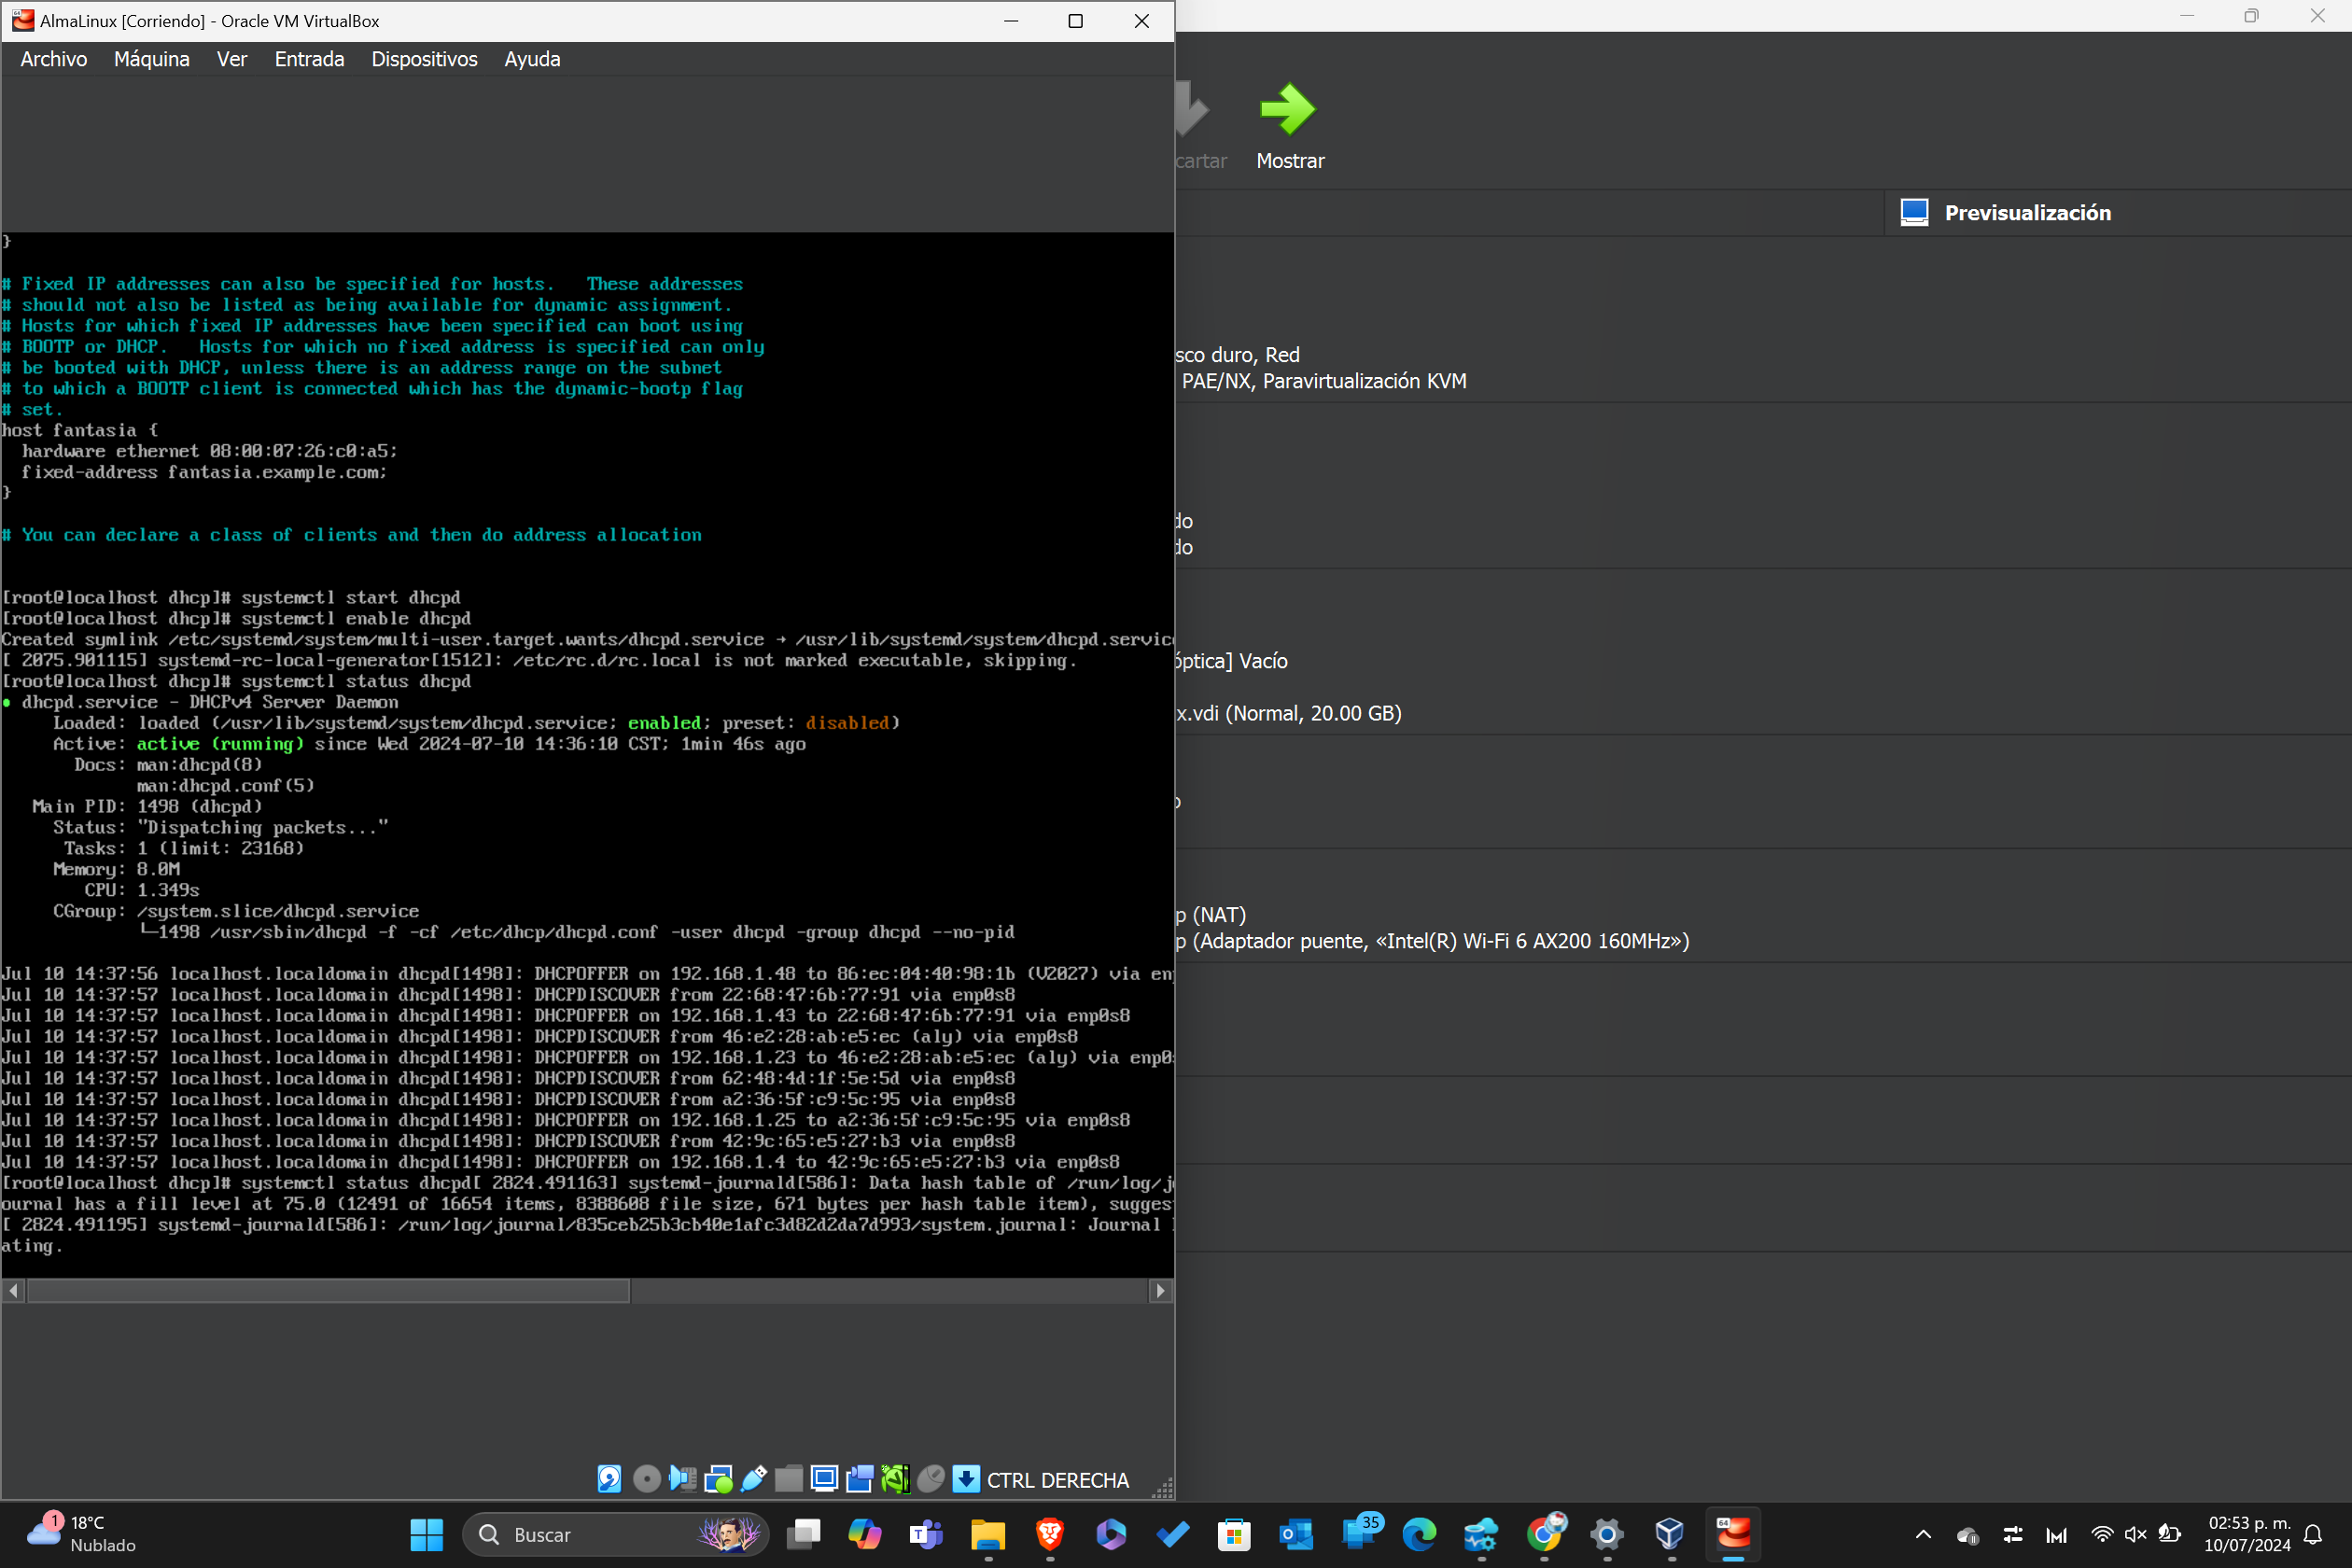 AlmaLinux [Corriendo] - Oracle VM VirtualBox
Archivo Máquina Ver Entrada Dispositivos Ayuda
cartar Mostrar
Previsualización
}
# Fixed IP addresses can also be specified for hosts.   These addresses
# should not also be listed as being available for dynamic assignment.
# Hosts for which fixed IP addresses have been specified can boot using
# BOOTP or DHCP.   Hosts for which no fixed address is specified can only
# be booted with DHCP, unless there is an address range on the subnet
# to which a BOOTP client is connected which has the dynamic-bootp flag
# set.
host fantasia {
  hardware ethernet 08:00:07:26:c0:a5;
  fixed-address fantasia.example.com;
}
# You can declare a class of clients and then do address allocation
[root@localhost dhcp]# systemctl start dhcpd
[root@localhost dhcp]# systemctl enable dhcpd
Created symlink /etc/systemd/system/multi-user.target.wants/dhcpd.service → /usr/lib/systemd/system/dhcpd.servic
[ 2075.901115] systemd-rc-local-generator[1512]: /etc/rc.d/rc.local is not marked executable, skipping.
[root@localhost dhcp]# systemctl status dhcpd
● dhcpd.service - DHCPv4 Server Daemon
     Loaded: loaded (/usr/lib/systemd/system/dhcpd.service; enabled; preset: disabled)
     Active: active (running) since Wed 2024-07-10 14:36:10 CST; 1min 46s ago
       Docs: man:dhcpd(8)
             man:dhcpd.conf(5)
   Main PID: 1498 (dhcpd)
     Status: "Dispatching packets..."
      Tasks: 1 (limit: 23168)
     Memory: 8.0M
        CPU: 1.349s
     CGroup: /system.slice/dhcpd.service
             └─1498 /usr/sbin/dhcpd -f -cf /etc/dhcp/dhcpd.conf -user dhcpd -group dhcpd --no-pid
Jul 10 14:37:56 localhost.localdomain dhcpd[1498]: DHCPOFFER on 192.168.1.48 to 86:ec:04:40:98:1b (V2027) via en
Jul 10 14:37:57 localhost.localdomain dhcpd[1498]: DHCPDISCOVER from 22:68:47:6b:77:91 via enp0s8
Jul 10 14:37:57 localhost.localdomain dhcpd[1498]: DHCPOFFER on 192.168.1.43 to 22:68:47:6b:77:91 via enp0s8
Jul 10 14:37:57 localhost.localdomain dhcpd[1498]: DHCPDISCOVER from 46:e2:28:ab:e5:ec (aly) via enp0s8
Jul 10 14:37:57 localhost.localdomain dhcpd[1498]: DHCPOFFER on 192.168.1.23 to 46:e2:28:ab:e5:ec (aly) via enp0
Jul 10 14:37:57 localhost.localdomain dhcpd[1498]: DHCPDISCOVER from 62:48:4d:1f:5e:5d via enp0s8
Jul 10 14:37:57 localhost.localdomain dhcpd[1498]: DHCPDISCOVER from a2:36:5f:c9:5c:95 via enp0s8
Jul 10 14:37:57 localhost.localdomain dhcpd[1498]: DHCPOFFER on 192.168.1.25 to a2:36:5f:c9:5c:95 via enp0s8
Jul 10 14:37:57 localhost.localdomain dhcpd[1498]: DHCPDISCOVER from 42:9c:65:e5:27:b3 via enp0s8
Jul 10 14:37:57 localhost.localdomain dhcpd[1498]: DHCPOFFER on 192.168.1.4 to 42:9c:65:e5:27:b3 via enp0s8
[root@localhost dhcp]# systemctl status dhcpd[ 2824.491163] systemd-journald[586]: Data hash table of /run/log/j
ournal has a fill level at 75.0 (12491 of 16654 items, 8388608 file size, 671 bytes per hash table item), sugges
[ 2824.491195] systemd-journald[586]: /run/log/journal/835ceb25b3cb40e1afc3d82d2da7d993/system.journal: Journal
ating.
sco duro, Red
PAE/NX, Paravirtualización KVM
do
do
óptica] Vacío
x.vdi (Normal, 20.00 GB)
o
p (NAT)
p (Adaptador puente, «Intel(R) Wi-Fi 6 AX200 160MHz»)
CTRL DERECHA
1 18°C
Nublado
Buscar
35
64
02:53 p. m.
10/07/2024